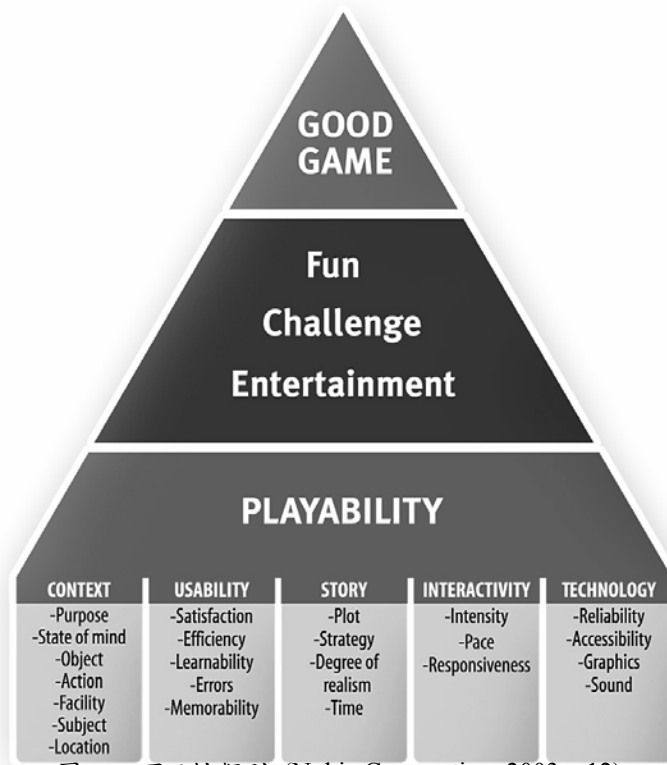 GOOD
GAME
Fun
Challenge
Entertainment
PLAYABILITY
CONTEXT
-Purpose
-State of mind
-Object
-Action
-Facility
-Subject
-Location
USABILITY
-Satisfaction
-Efficiency
-Learnability
-Errors
-Memorability
STORY
-Plot
-Strategy
-Degree of
realism
-Time
INTERACTIVITY
-Intensity
-Pace
-Responsiveness
TECHNOLOGY
-Reliability
-Accessibility
-Graphics
-Sound
2003